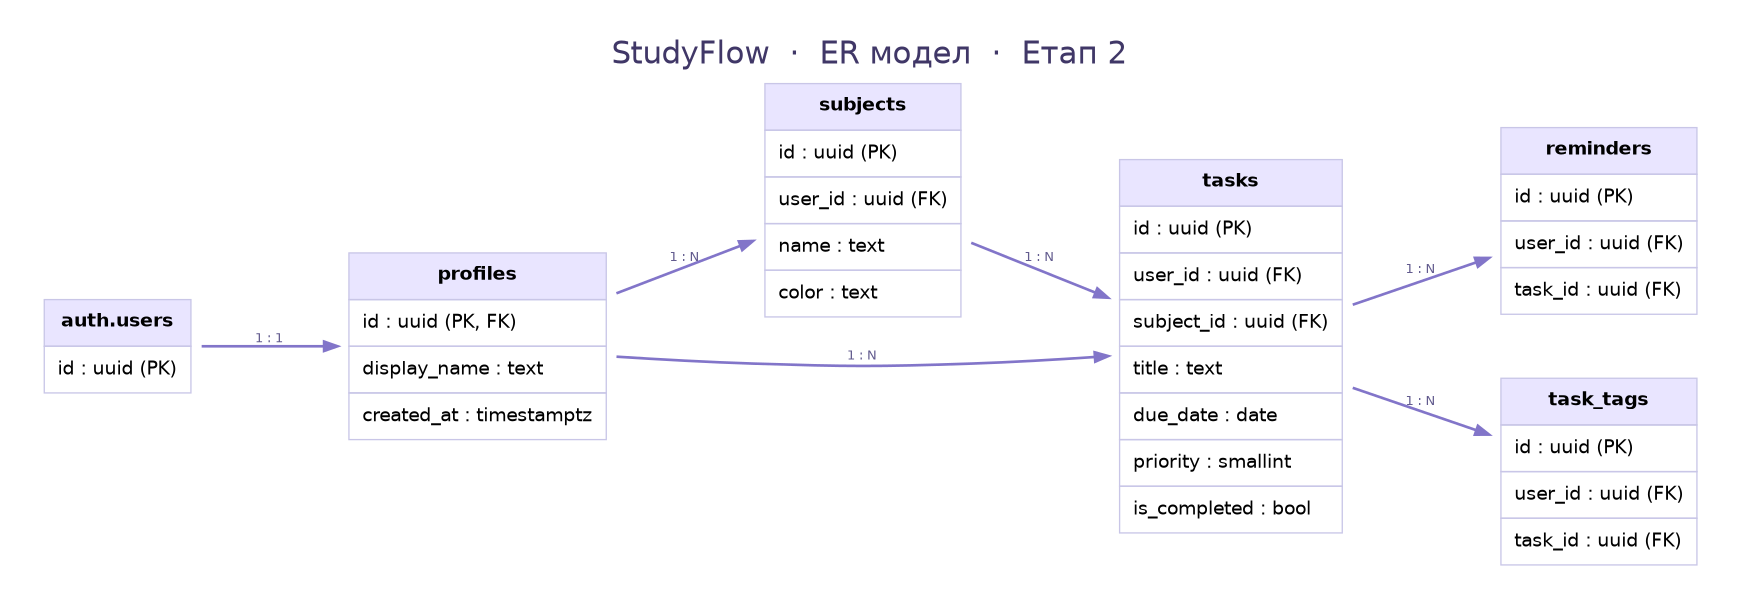 StudyFlow · ER модел · Етап 2
auth.users
id : uuid (PK)
1 : 1
profiles
id : uuid (PK, FK)
display_name : text
created_at : timestamptz
1 : N
1 : N
subjects
id : uuid (PK)
user_id : uuid (FK)
name : text
color : text
1 : N
tasks
id : uuid (PK)
user_id : uuid (FK)
subject_id : uuid (FK)
title : text
due_date : date
priority : smallint
is_completed : bool
1 : N
1 : N
reminders
id : uuid (PK)
user_id : uuid (FK)
task_id : uuid (FK)
task_tags
id : uuid (PK)
user_id : uuid (FK)
task_id : uuid (FK)